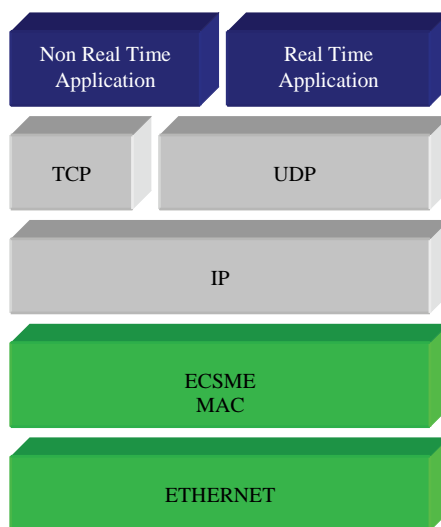 Non Real Time
Application
Real Time
Application
TCP
UDP
IP
ECSME
MAC
ETHERNET